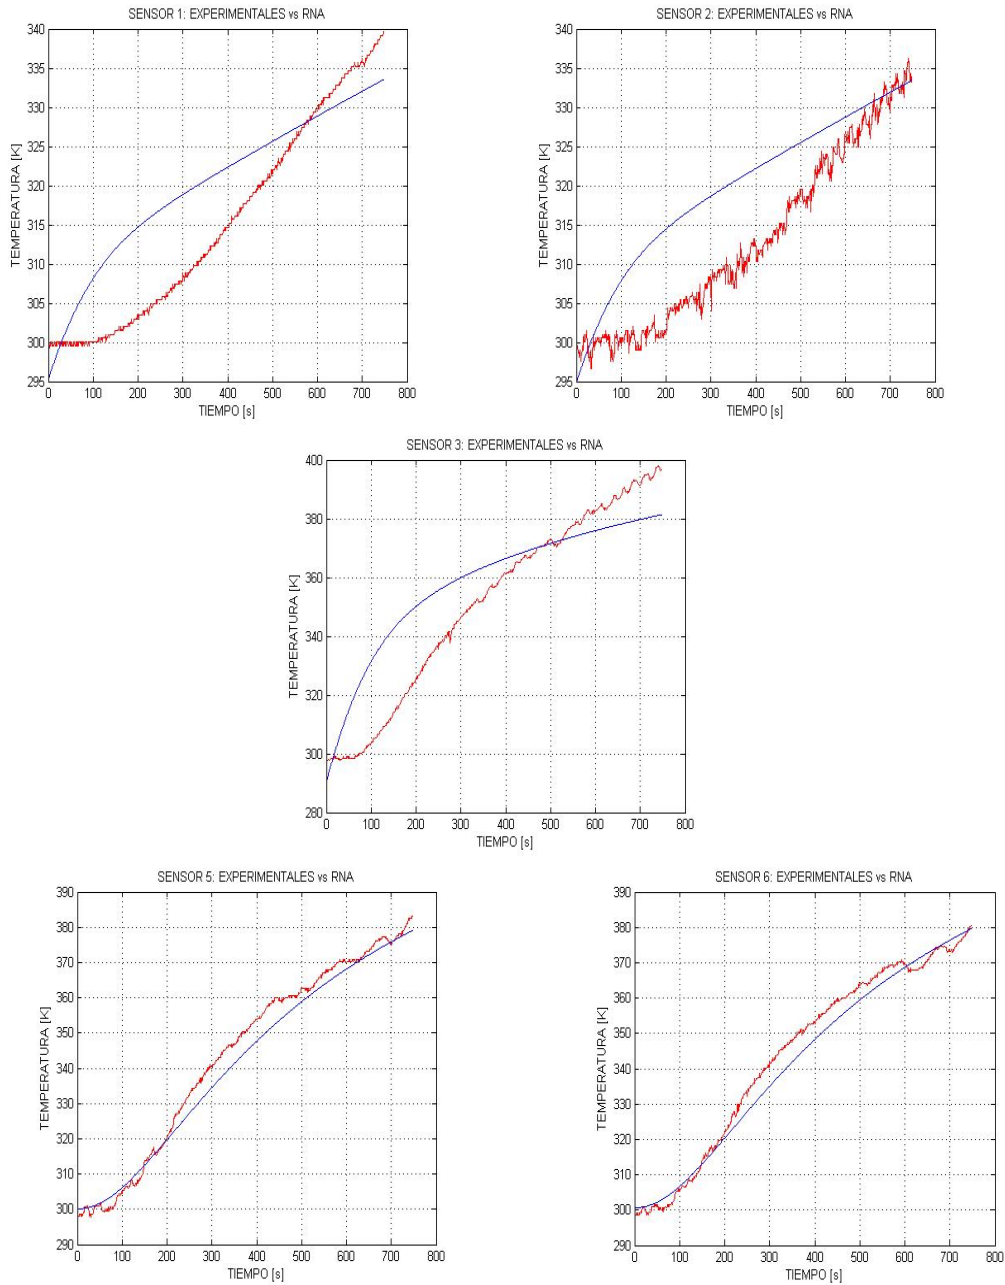 SENSOR 1: EXPERIMENTALES vs RNA
340
335
330
325
320
315
310
305
300
295
TEMPERATURA [K]
0 100 200 300 400 500 600 700 800
TIEMPO [s]
SENSOR 2: EXPERIMENTALES vs RNA
340
335
330
325
320
315
310
305
300
295
TEMPERATURA [K]
0 100 200 300 400 500 600 700 800
TIEMPO [s]
SENSOR 3: EXPERIMENTALES vs RNA
400
380
360
340
320
300
280
TEMPERATURA [K]
0 100 200 300 400 500 600 700 800
TIEMPO [s]
SENSOR 5: EXPERIMENTALES vs RNA
390
380
370
360
350
340
330
320
310
300
290
TEMPERATURA [K]
0 100 200 300 400 500 600 700 800
TIEMPO [s]
SENSOR 6: EXPERIMENTALES vs RNA
390
380
370
360
350
340
330
320
310
300
290
TEMPERATURA [K]
0 100 200 300 400 500 600 700 800
TIEMPO [s]